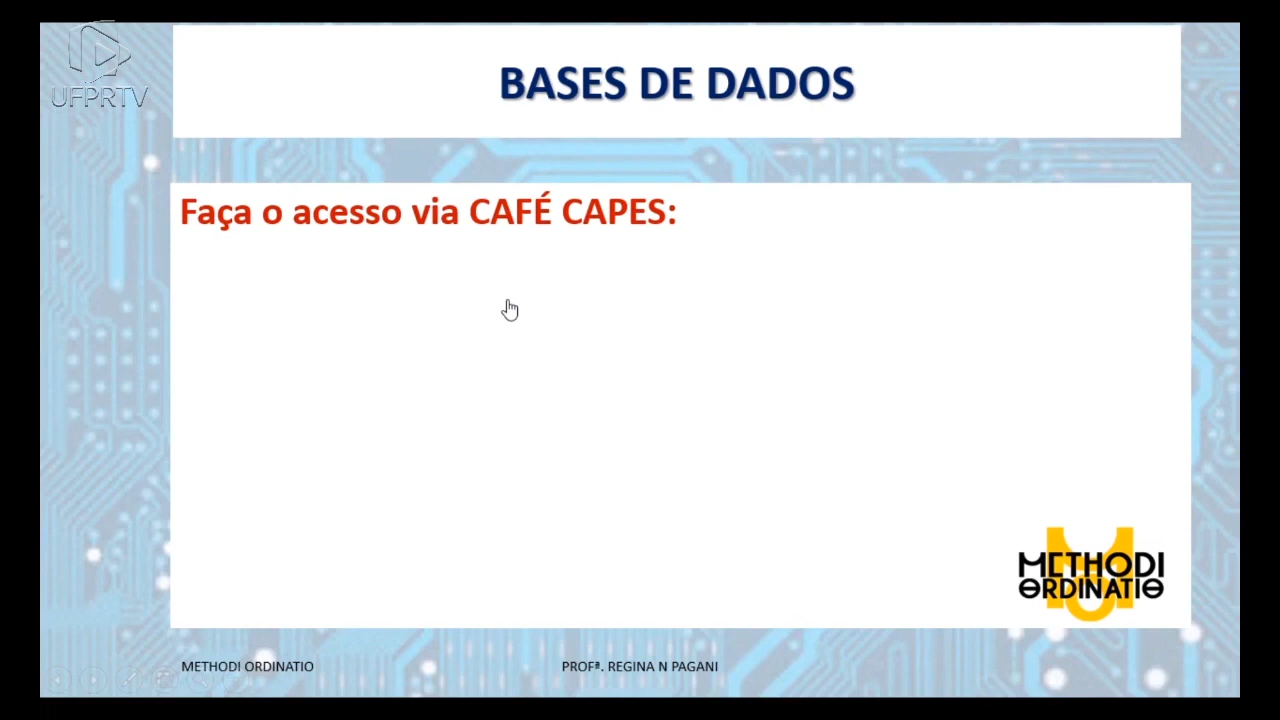 UFPRTV
BASES DE DADOS
Faça o acesso via CAFÉ CAPES:
METHODI
ORDINATIO
METHODI ORDINATIO
PROFª. REGINA N PAGANI